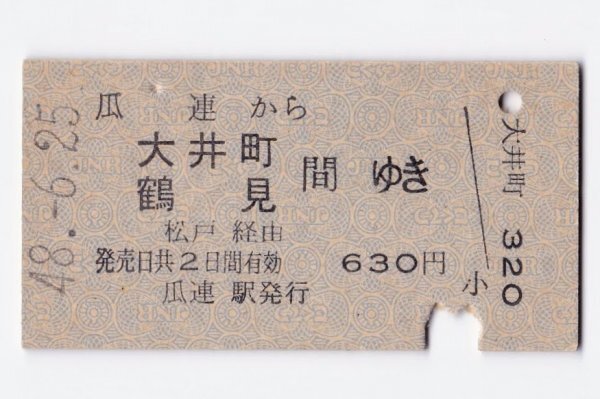 48.-6.25
瓜連から
大井町
鶴見
間ゆき
松戸経由
発売日共2日間有効 630円
瓜連駅発行
小
大井町 320